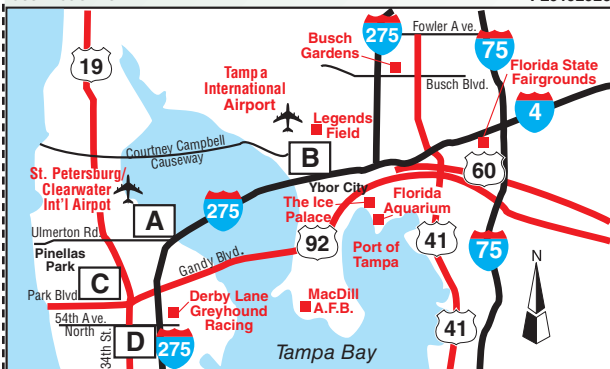 275
Fowler Ave.
75
Busch
Gardens
19
Florida State
Fairgrounds
Busch Blvd.
Tampa
International
Airport
4
Legends
Field
Courtney Campbell
Causeway
B
60
St. Petersburg/
Clearwater
Int'l Airpot
Ybor City
The Ice
Palace
Florida
Aquarium
A
275
Ulmerton Rd.
92
41
75
N
Port of
Tampa
Pinellas
Park
Gandy Blvd.
C
Park Blvd
Derby Lane
Greyhound
Racing
MacDill
A.F.B.
54th Ave.
North
41
34th St.
D
275
Tampa Bay